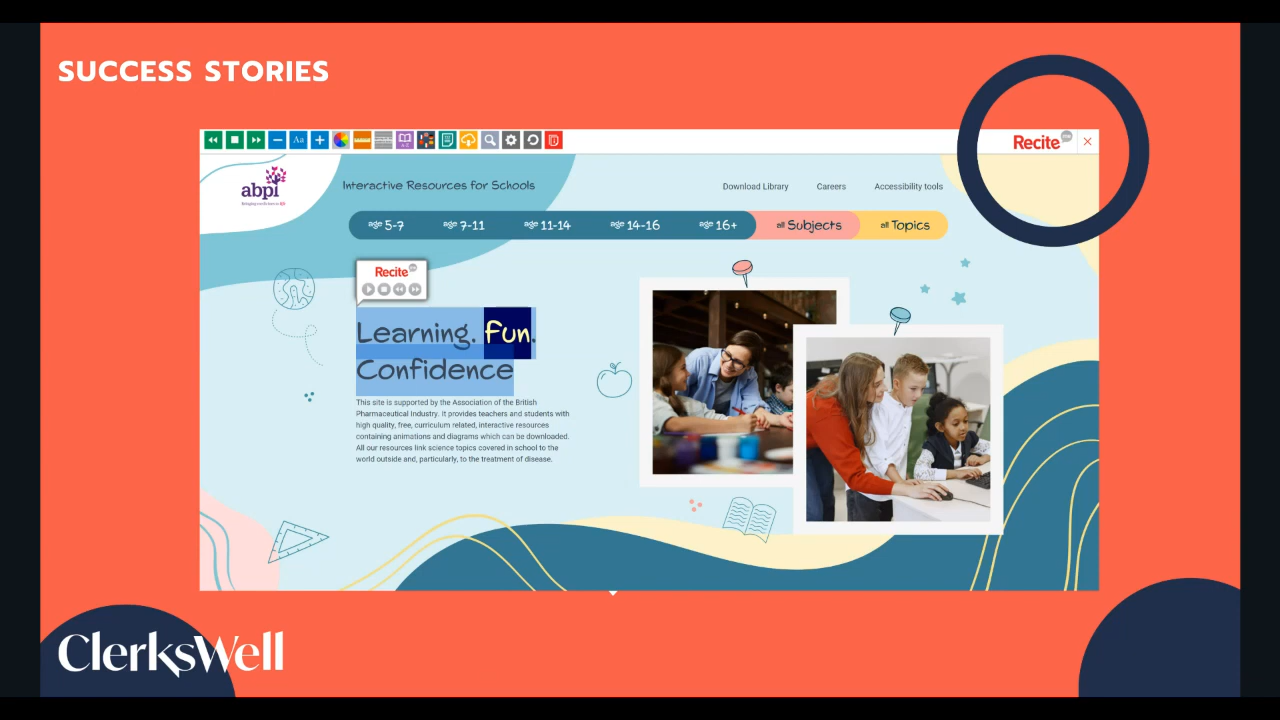 SUCCESS STORIES
Aa
Recite
abpi
Interactive Resources for Schools
Download Library
Careers
Accessibility tools
age 5-7
age 7-11
age 11-14
age 14-16
age 16+
all Subjects
all Topics
Recite
Learning. Fun.
Confidence
This site is supported by the Association of the British
Pharmaceutical Industry. It provides teachers and students with
high quality, free, curriculum related, interactive resources
containing animations and diagrams which can be downloaded.
All our resources link science topics covered in school to the
world outside and, particularly, to the treatment of disease.
ClerksWell